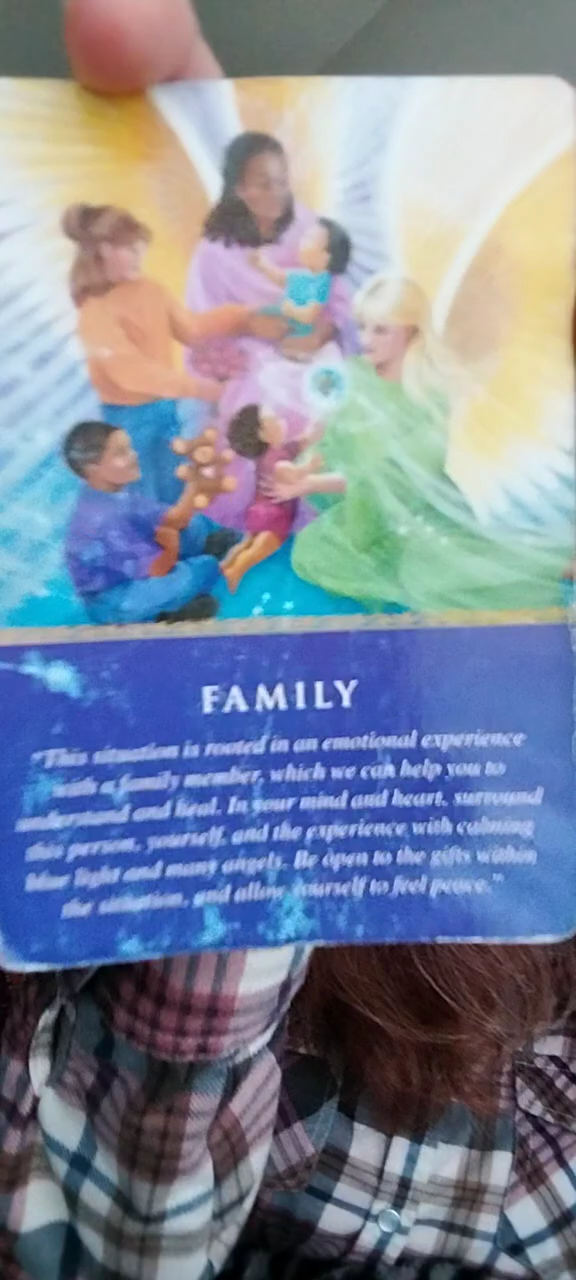 FAMILY
"This situation is rooted in an emotional experience
with a family member, which we can help you to
understand and heal. In your mind and heart, surround
this person, yourself, and the experience with calming
blue light and many angels. Be open to the gifts within
the situation, and allow yourself to feel peace."